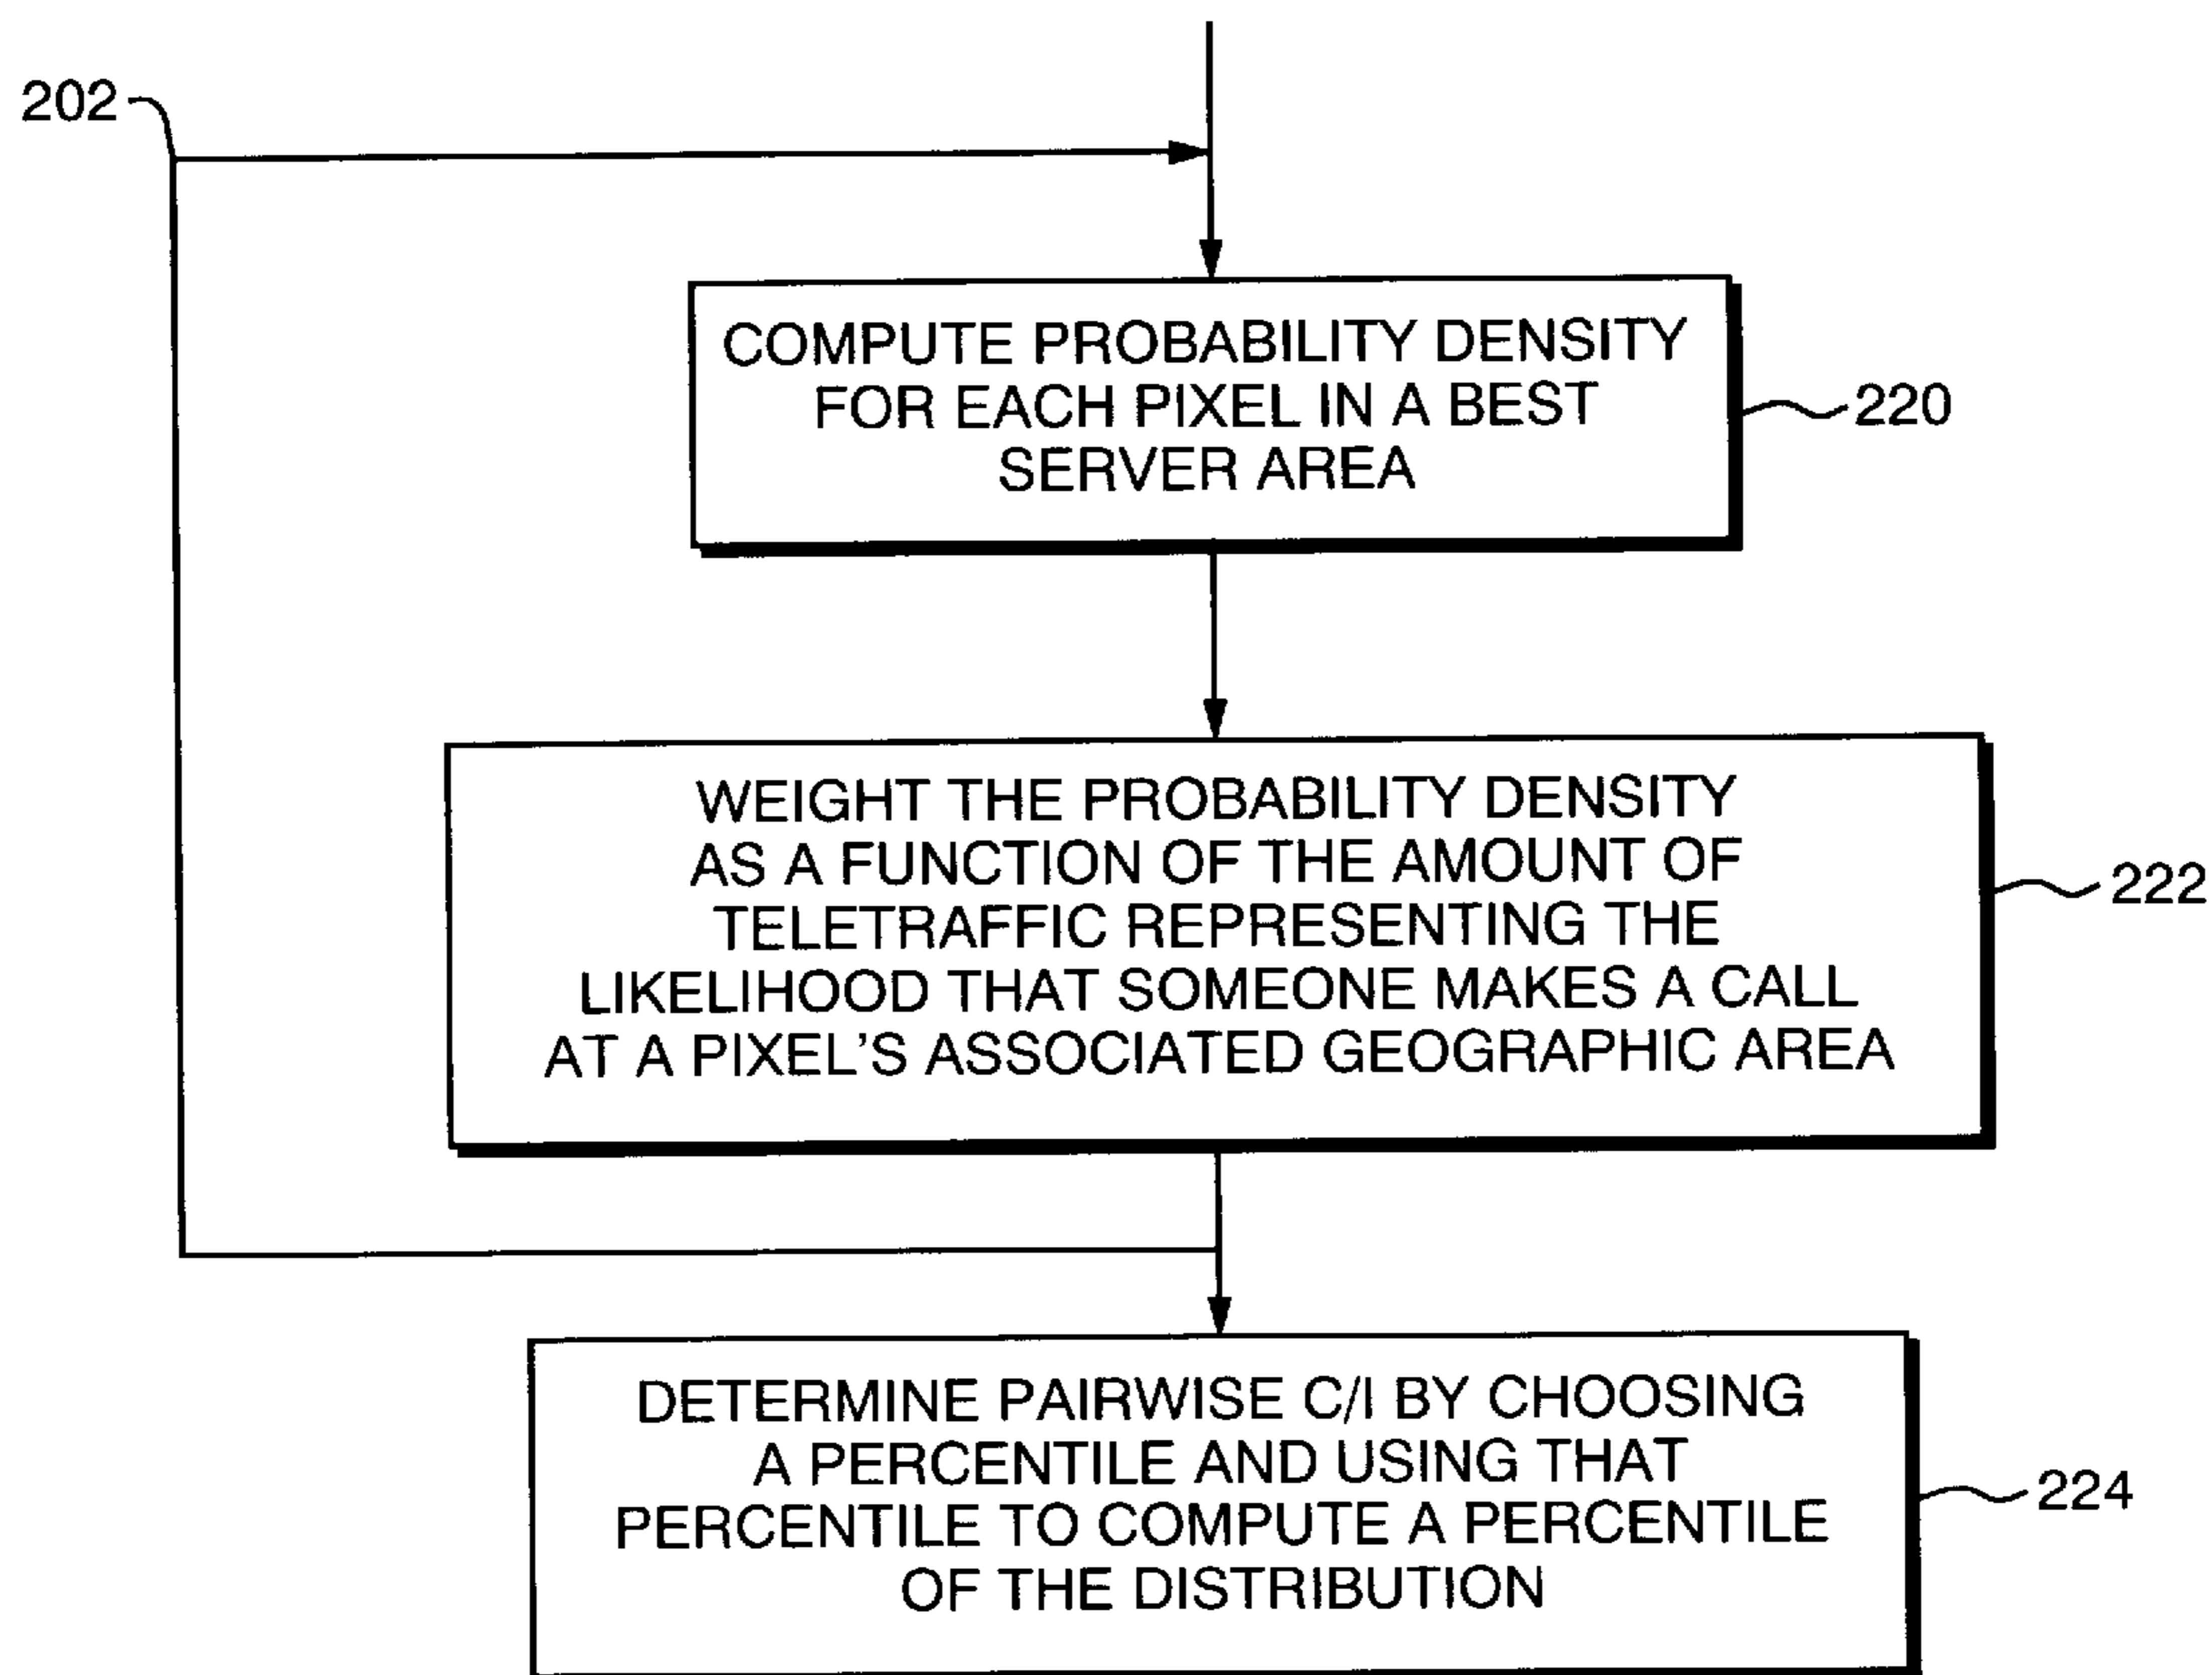 202
COMPUTE PROBABILITY DENSITY
FOR EACH PIXEL IN A BEST
SERVER AREA
220
WEIGHT THE PROBABILITY DENSITY
AS A FUNCTION OF THE AMOUNT OF
TELETRAFFIC REPRESENTING THE
LIKELIHOOD THAT SOMEONE MAKES A CALL
AT A PIXEL'S ASSOCIATED GEOGRAPHIC AREA
222
DETERMINE PAIRWISE C/I BY CHOOSING
A PERCENTILE AND USING THAT
PERCENTILE TO COMPUTE A PERCENTILE
OF THE DISTRIBUTION
224